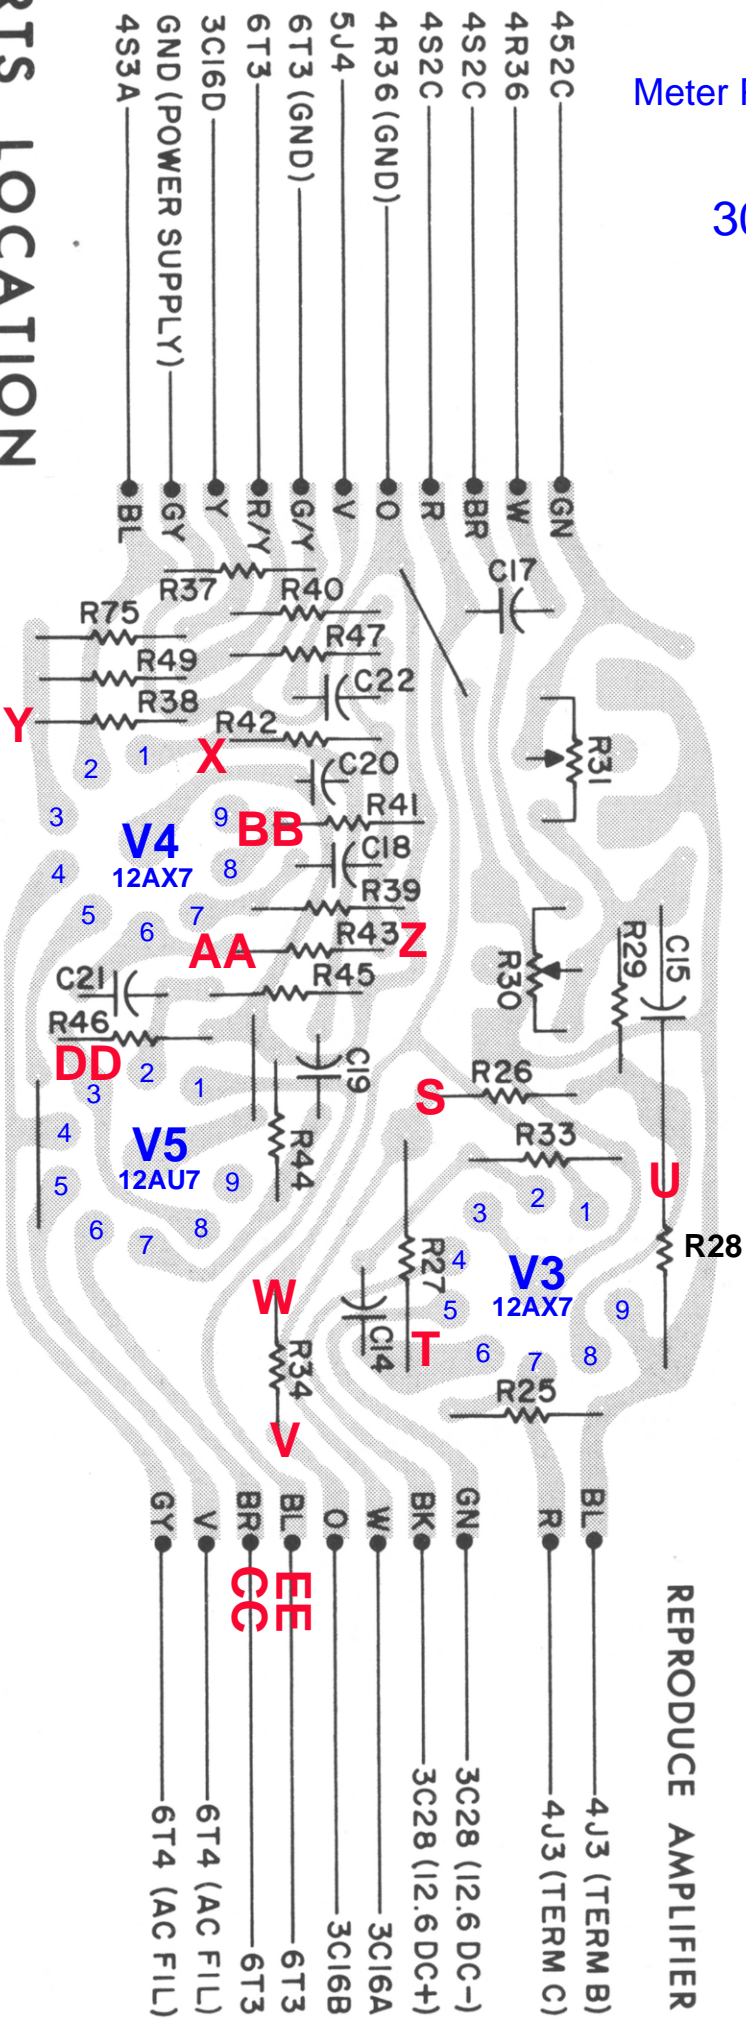 RTS LOCATION
4S3A
GND (POWER SUPPLY)
3C16D
6T3
6T3 (GND)
5J4
4R36 (GND)
4S2C
4S2C
4R36
452C
Meter
30
BL
GY
Y
R/Y
G/Y
V
O
R
BR
W
GN
R37
R40
C17
R75
R47
R49
C22
R38
R42
Y
X
1
2
C20
R31
3
9
BB
R41
V4
12AX7
4
8
C18
5
7
R39
6
AA
R43
Z
C21
R45
R30
R29
C15
R46
DD
2
3
1
C19
S
R26
4
V5
12AU7
R44
R33
5
9
U
6
8
7
3
2
1
R27
4
V3
12AX7
R28
W
5
9
C14
T
6
7
8
R34
R25
V
GY
V
BR
BL
O
W
BK
GN
R
BL
CC
EE
REPRODUCE AMPLIFIER
6T4 (AC FIL)
6T4 (AC FIL)
6T3
6T3
3C16B
3C16A
3C28 (12.6 DC+)
3C28 (12.6 DC-)
4J3 (TERM C)
4J3 (TERM B)